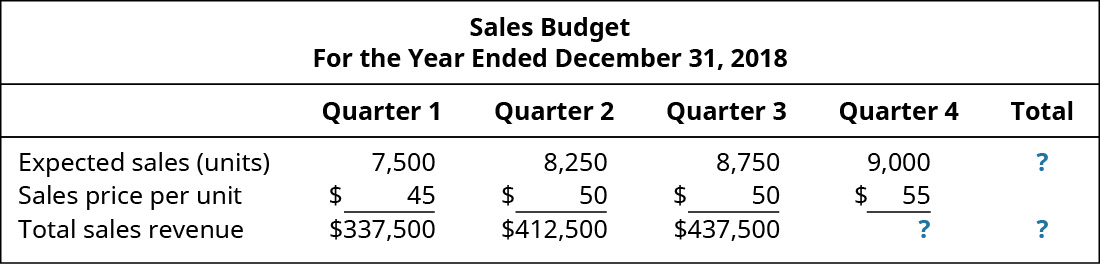 Sales Budget
For the Year Ended December 31, 2018
Quarter 1 Quarter 2 Quarter 3 Quarter 4 Total
Expected sales (units) 7,500 8,250 8,750 9,000 ?
Sales price per unit $ 45 $ 50 $ 50 $ 55
Total sales revenue $337,500 $412,500 $437,500 ? ?